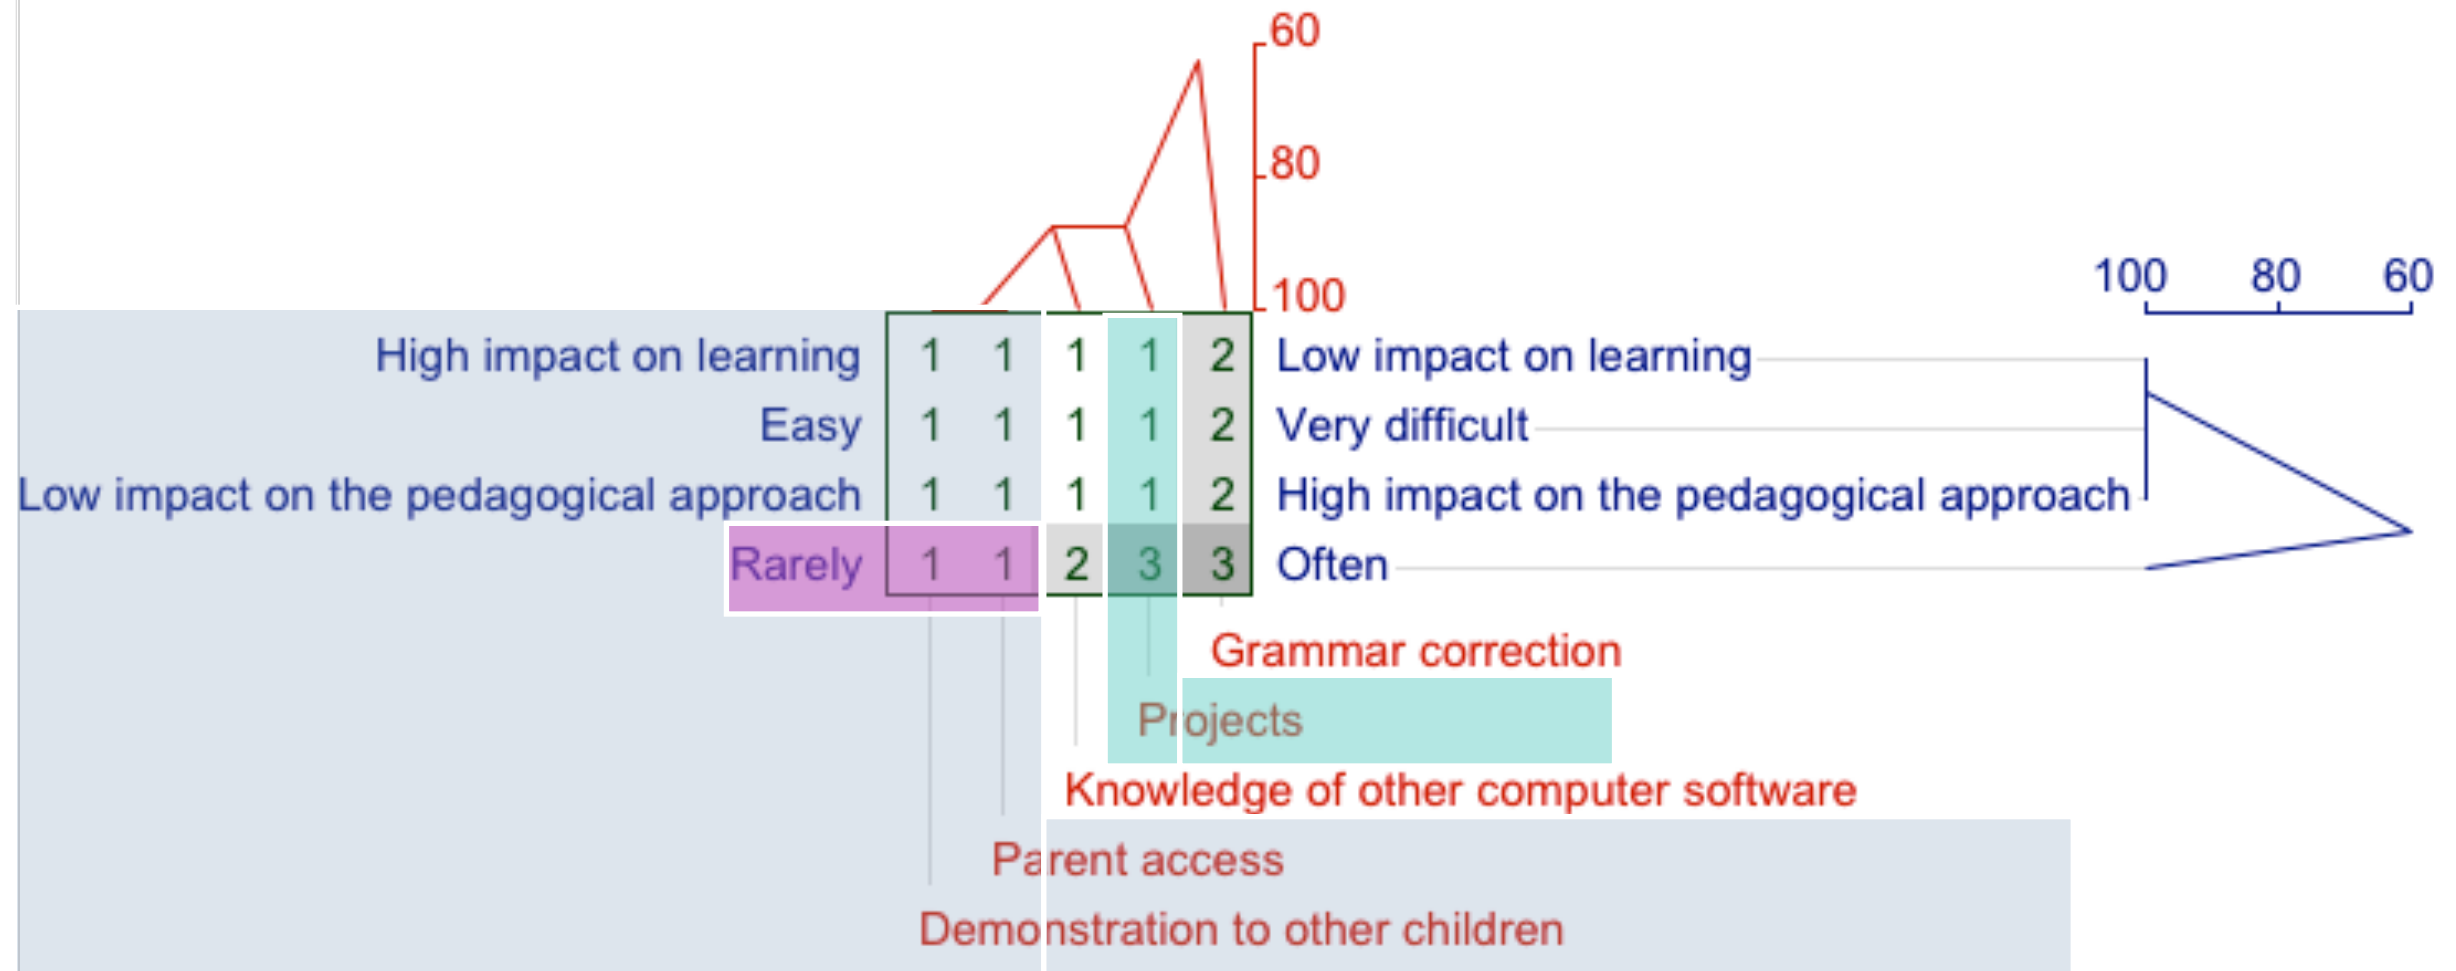 60
80
100
100 80 60
High impact on learning 1 1 1 1 2 Low impact on learning
Easy 1 1 1 1 2 Very difficult
Low impact on the pedagogical approach 1 1 1 1 2 High impact on the pedagogical approach
Rarely 1 1 2 3 3 Often
Grammar correction
Projects
Knowledge of other computer software
Parent access
Demonstration to other children